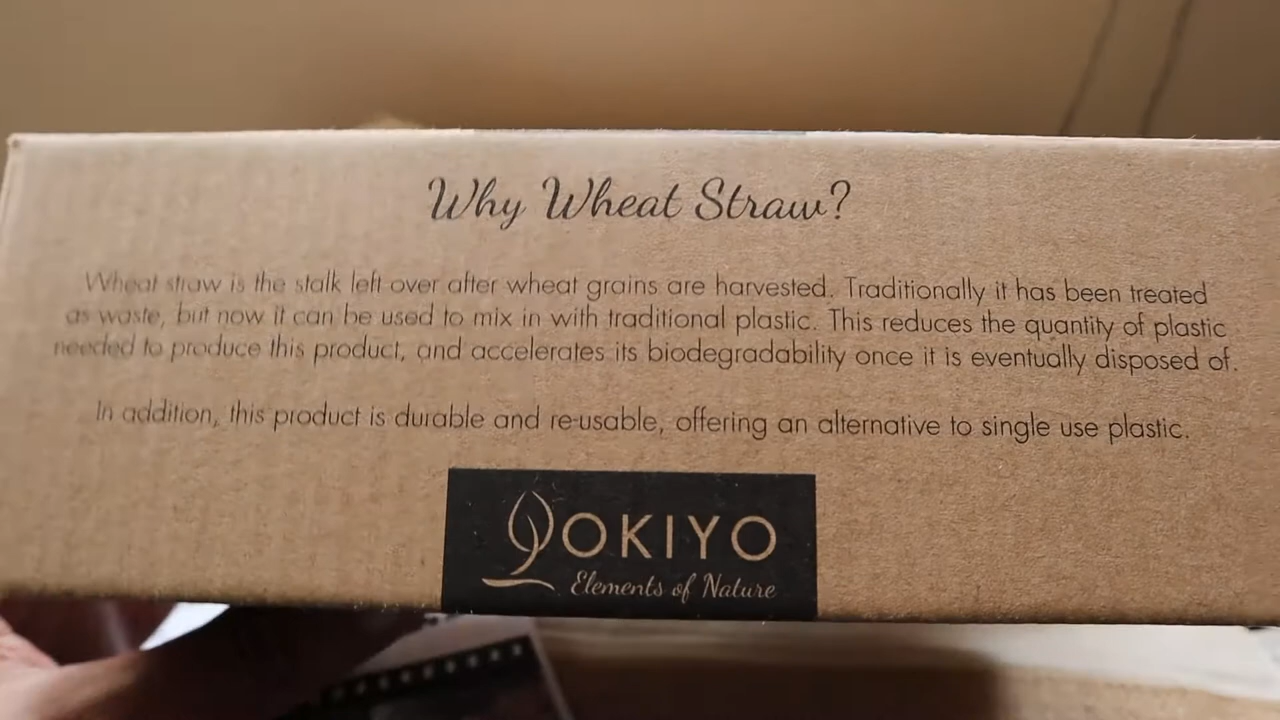 Why Wheat Straw?
Wheat straw is the stalk left over after wheat grains are harvested. Traditionally it has been treated
as waste, but now it can be used to mix in with traditional plastic. This reduces the quantity of plastic
needed to produce this product, and accelerates its biodegradability once it is eventually disposed of.
In addition, this product is durable and re-usable, offering an alternative to single use plastic.
QOKIYO
Elements of Nature